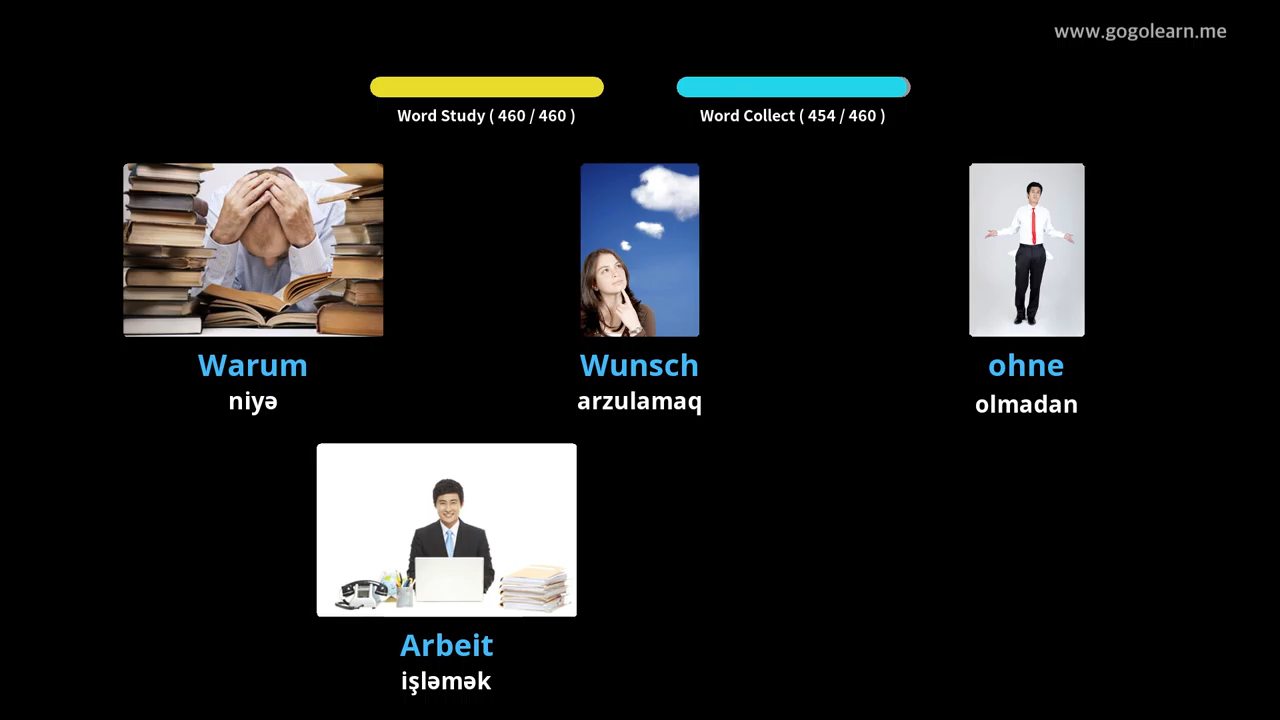 www.gogolearn.me
Word Study ( 460 / 460 )
Word Collect ( 454 / 460 )
Warum
niyə
Wunsch
arzulamaq
ohne
olmadan
Arbeit
işləmək